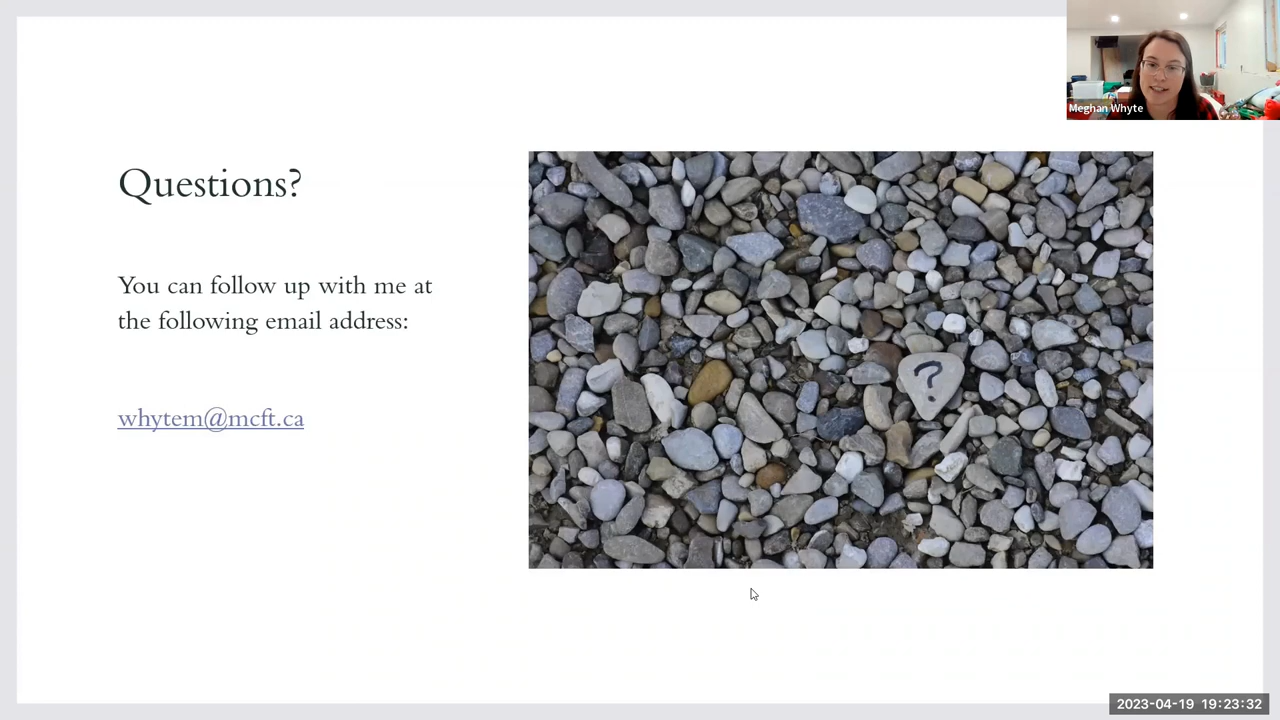 Meghan Whyte
Questions?
You can follow up with me at
the following email address:
whytem@mcft.ca
?
2023-04-19 19:23:32